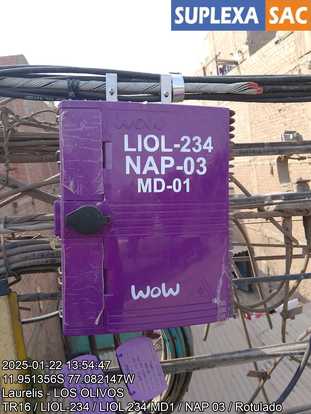 SUPLEXA SAC
WOW
LIOL-234
NAP-03
MD-01
WOW
2025-01-22 13:54:47
11.951356S 77.082147W
Laurelis - LOS OLIVOS
TR16 / LIOL-234 / LIOL 234 MD1 / NAP 03 / Rotulado